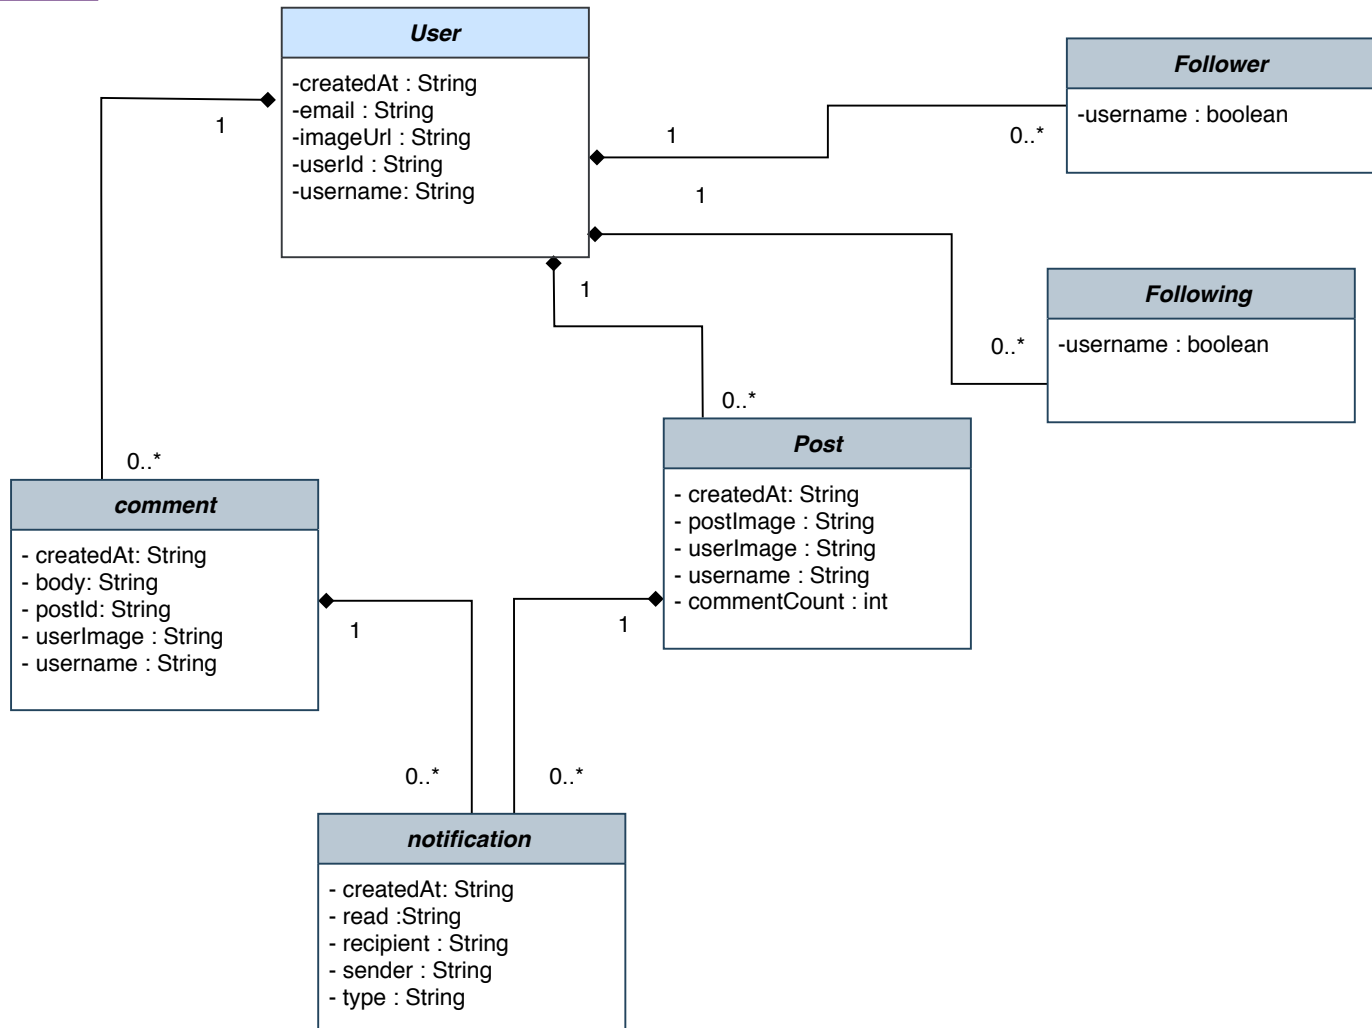 User
-createdAt : String
-email : String
-imageUrl : String
-userId : String
-username: String
Follower
-username : boolean
1
1
0..*
1
Following
-username : boolean
0..*
1
0..*
Post
- createdAt: String
- postImage : String
- userImage : String
- username : String
- commentCount : int
0..*
comment
- createdAt: String
- body: String
- postId: String
- userImage : String
- username : String
1
1
0..*
0..*
notification
- createdAt: String
- read :String
- recipient : String
- sender : String
- type : String